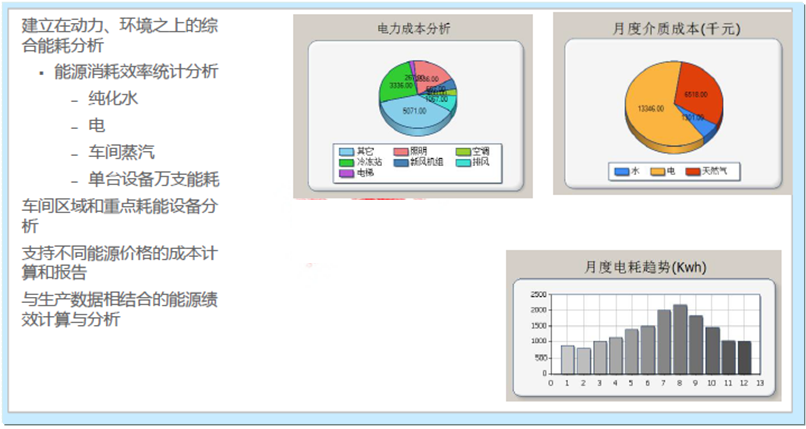 建立在动力、环境之上的综
合能耗分析
• 能源消耗效率统计分析
– 纯化水
– 电
– 车间蒸汽
– 单台设备万支能耗
车间区域和重点耗能设备分
析
支持不同能源价格的成本计
算和报告
与生产数据相结合的能源绩
效计算与分析
电力成本分析
3336.00
5071.00
其它 照明 空调
冷冻站 新风机组 排风
电梯
月度介质成本(千元)
13346.00
6518.00
水 电 天然气
月度电耗趋势(Kwh)
2500
2000
1500
1000
500
0
0 1 2 3 4 5 6 7 8 9 10 11 12 13